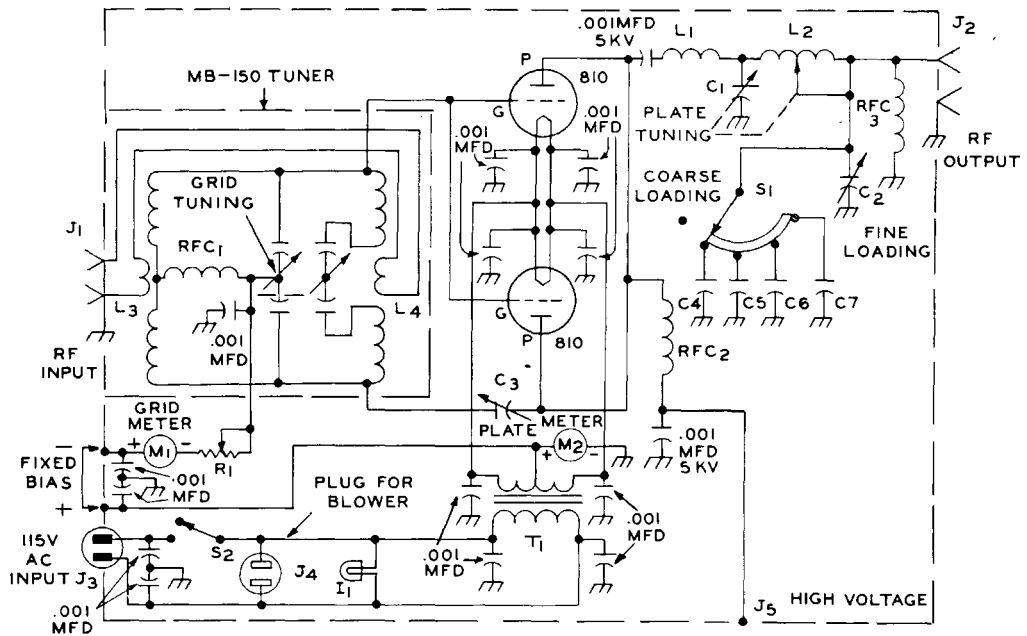 .001MFD
5KV
L1
L2
J2
MB-150 TUNER
P
810
C1
PLATE
TUNING
RFC
3
RF
OUTPUT
G
.001
MFD
.001
MFD
GRID
TUNING
COARSE
LOADING
S1
C2
FINE
LOADING
J1
RFC1
L3
L4
.001
MFD
G
P
810
C4
C5
C6
C7
RF
INPUT
RFC2
C3
GRID
METER
PLATE
METER
+ M1 -
R1
+ M2 -
.001
MFD
5KV
-
FIXED
BIAS
+
.001
MFD
PLUG FOR
BLOWER
115V
AC
INPUT J3
S2
J4
I1
.001
MFD
T1
.001
MFD
.001
MFD
J5
HIGH VOLTAGE